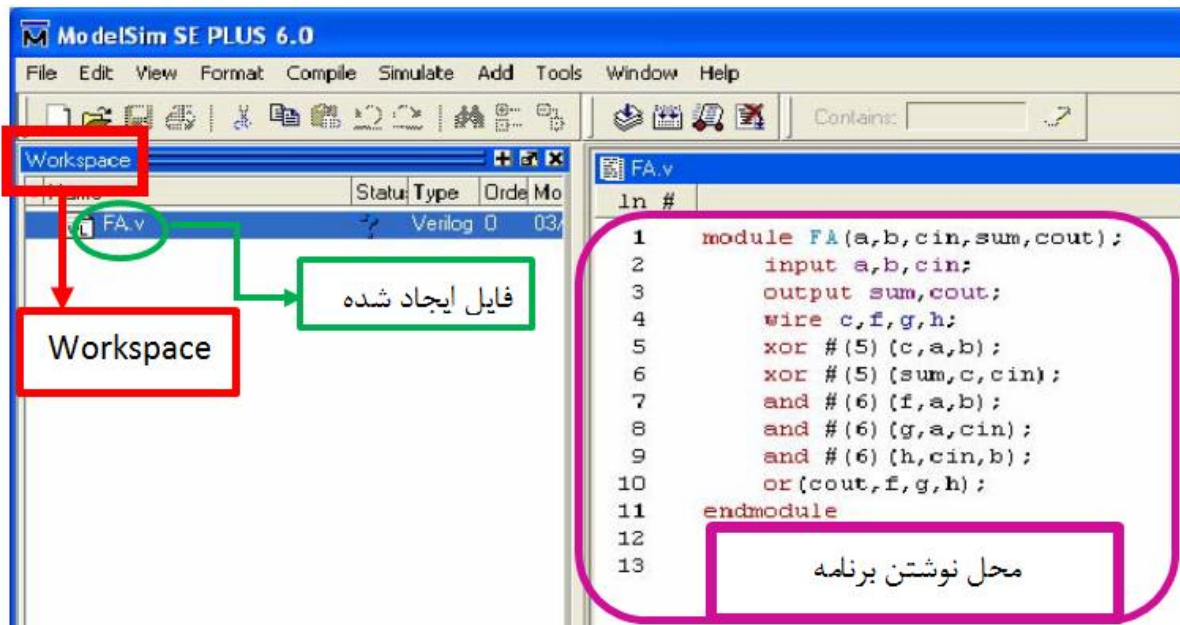 ModelSim SE PLUS 6.0
File Edit View Format Compile Simulate Add Tools Window Help
Contains:
Workspace
Statu Type Orde Mo
FA.v Verilog 0 03/
فایل ایجاد شده
Workspace
FA.v
ln #
1 module FA(a,b,cin,sum,cout);
2 input a,b,cin;
3 output sum,cout;
4 wire c,f,g,h;
5 xor #(5)(c,a,b);
6 xor #(5)(sum,c,cin);
7 and #(6)(f,a,b);
8 and #(6)(g,a,cin);
9 and #(6)(h,cin,b);
10 or(cout,f,g,h);
11 endmodule
12
13
محل نوشتن برنامه